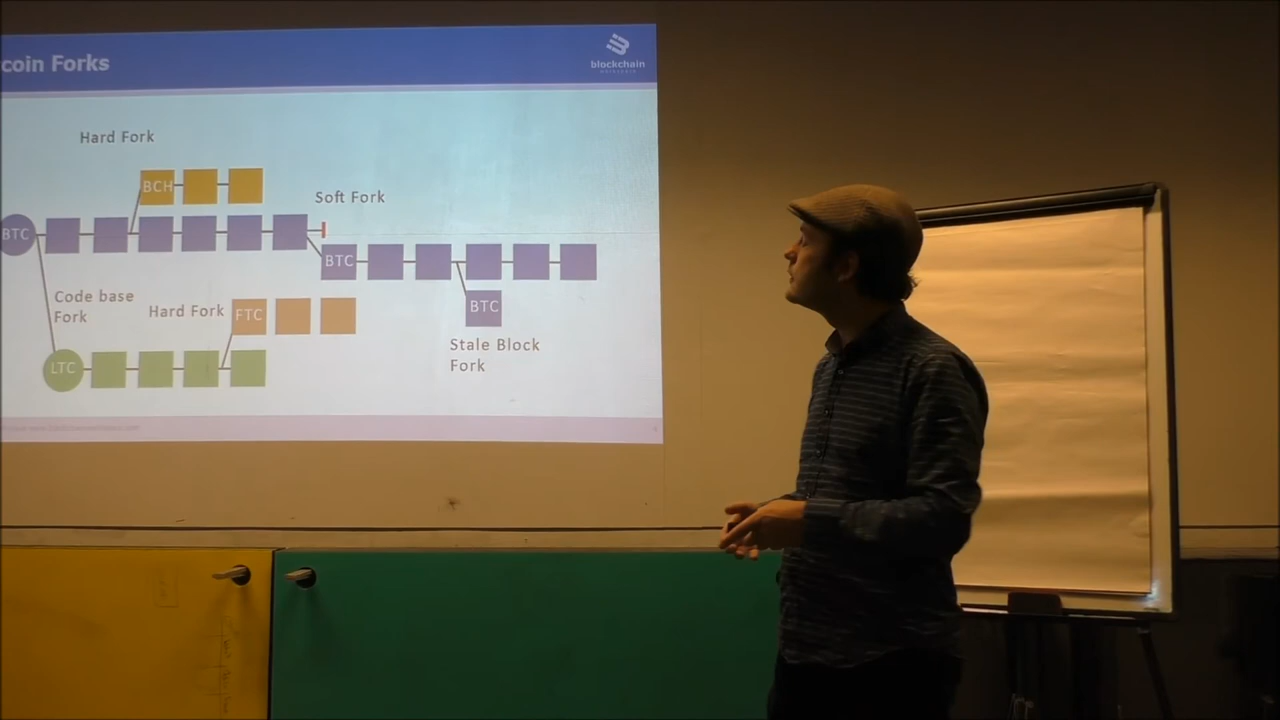 coin Forks
blockchain
Hard Fork
BCH
Soft Fork
BTC
BTC
Code base
Fork
Hard Fork
FTC
BTC
Stale Block
Fork
LTC